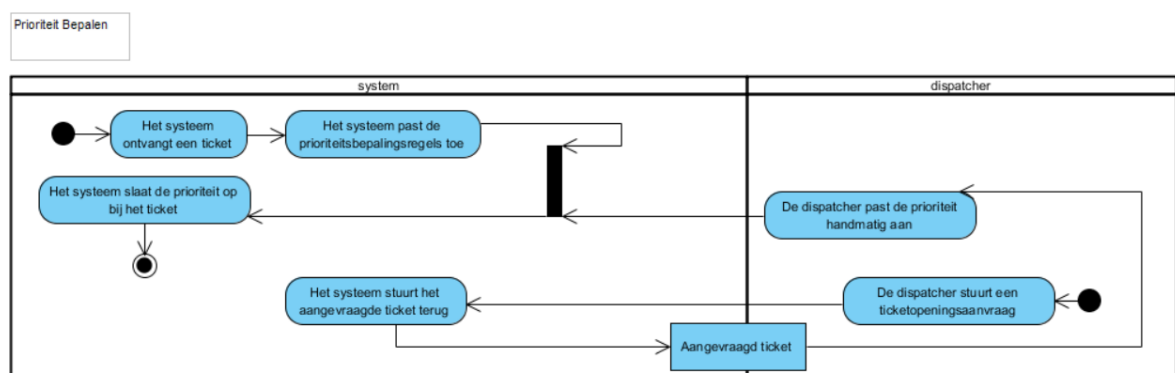 Prioriteit Bepalen
system
dispatcher
Het systeem
ontvangt een ticket
Het systeem past de
prioriteitsbepalingsregels toe
Het systeem slaat de prioriteit op
bij het ticket
De dispatcher past de prioriteit
handmatig aan
Het systeem stuurt het
aangevraagde ticket terug
De dispatcher stuurt een
ticketopeningsaanvraag
Aangevraagd ticket